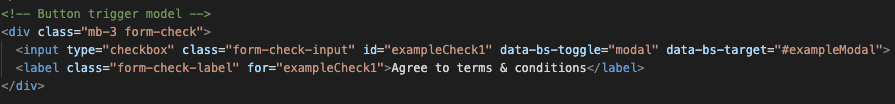 <!-- Button trigger model -->
<div class="mb-3 form-check">
<input type="checkbox" class="form-check-input" id="exampleCheck1" data-bs-toggle="modal" data-bs-target="#exampleModal">
<label class="form-check-label" for="exampleCheck1">Agree to terms & conditions</label>
</div>